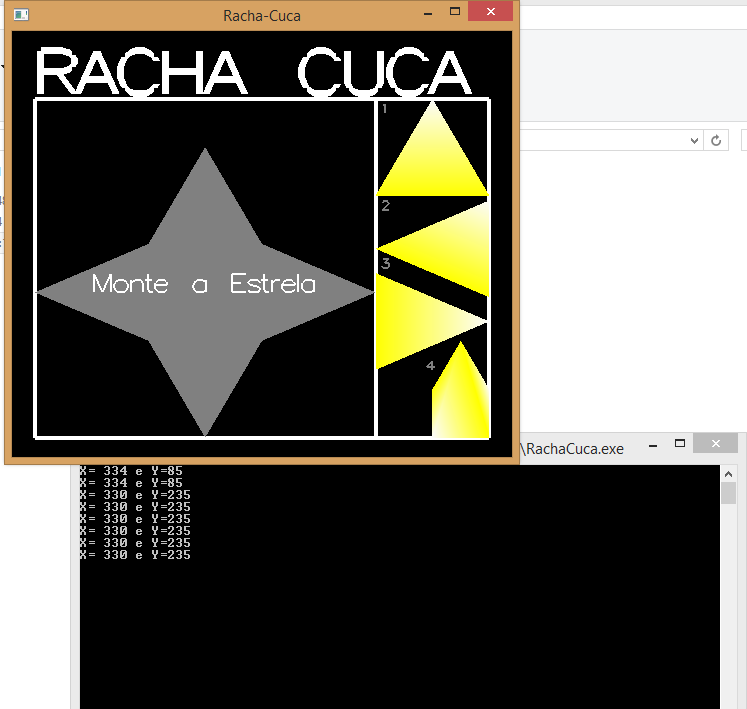 Racha-Cuca
RACHA CUCA
1
2
3
4
Monte a Estrela
\RachaCuca.exe
X= 334 e Y=85
X= 334 e Y=85
X= 330 e Y=235
X= 330 e Y=235
X= 330 e Y=235
X= 330 e Y=235
X= 330 e Y=235
X= 330 e Y=235